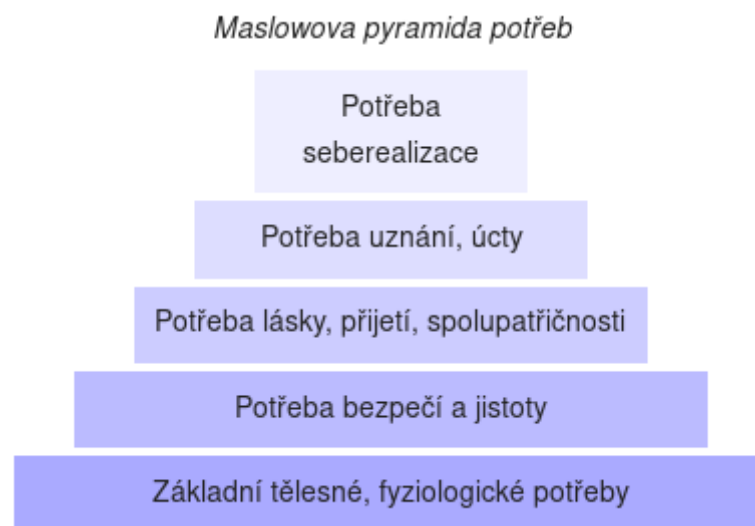 Maslowova pyramida potřeb
Potřeba
seberealizace
Potřeba uznání, úcty
Potřeba lásky, přijetí, spolupatřičnosti
Potřeba bezpečí a jistoty
Základní tělesné, fyziologické potřeby